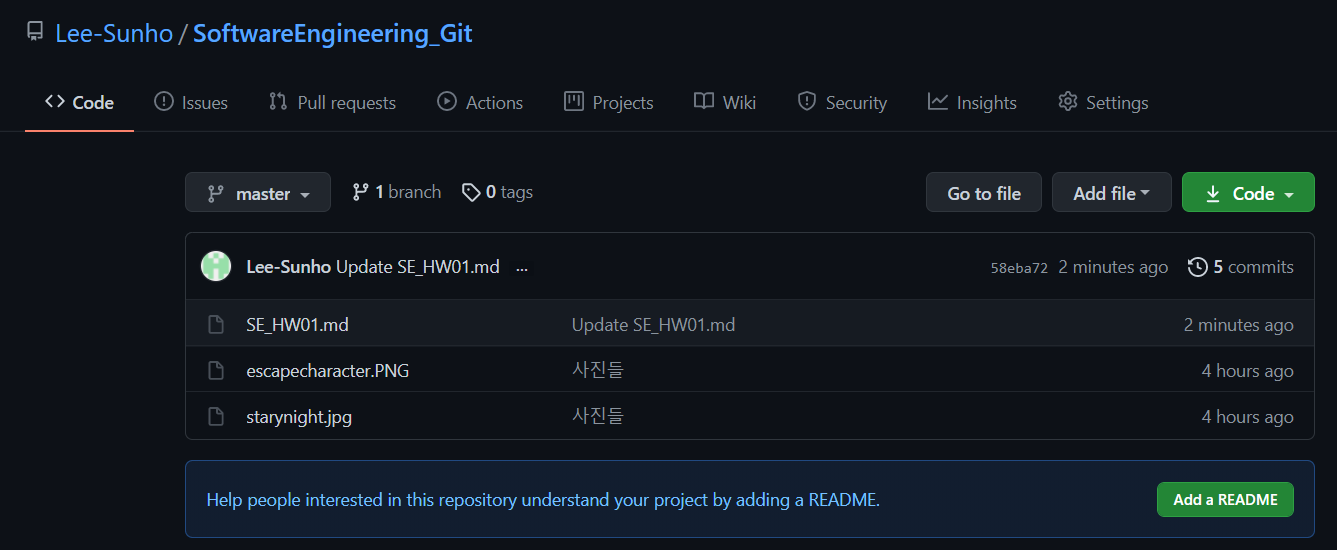 Lee-Sunho / SoftwareEngineering_Git
Code Issues Pull requests Actions Projects Wiki Security Insights Settings
master 1 branch 0 tags Go to file Add file Code
Lee-Sunho Update SE_HW01.md ... 58eba72 2 minutes ago 5 commits
SE_HW01.md Update SE_HW01.md 2 minutes ago
escapecharacter.PNG 사진들 4 hours ago
starynight.jpg 사진들 4 hours ago
Help people interested in this repository understand your project by adding a README. Add a README